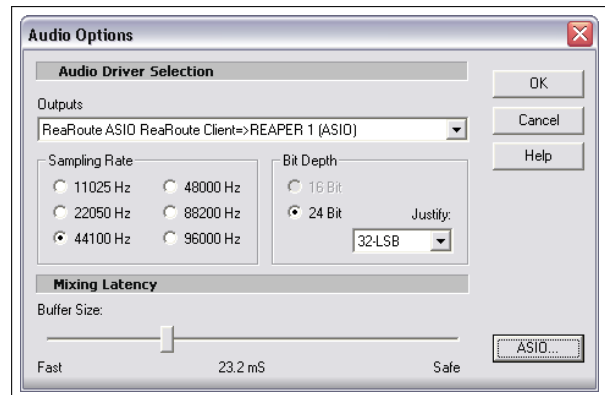 Audio Options
Audio Driver Selection
Outputs
ReaRoute ASIO ReaRoute Client=>REAPER 1 (ASIO)
Sampling Rate
11025 Hz
48000 Hz
22050 Hz
88200 Hz
44100 Hz
96000 Hz
Bit Depth
16 Bit
24 Bit
Justify:
32-LSB
Mixing Latency
Buffer Size:
Fast
23.2 mS
Safe
OK
Cancel
Help
ASIO...